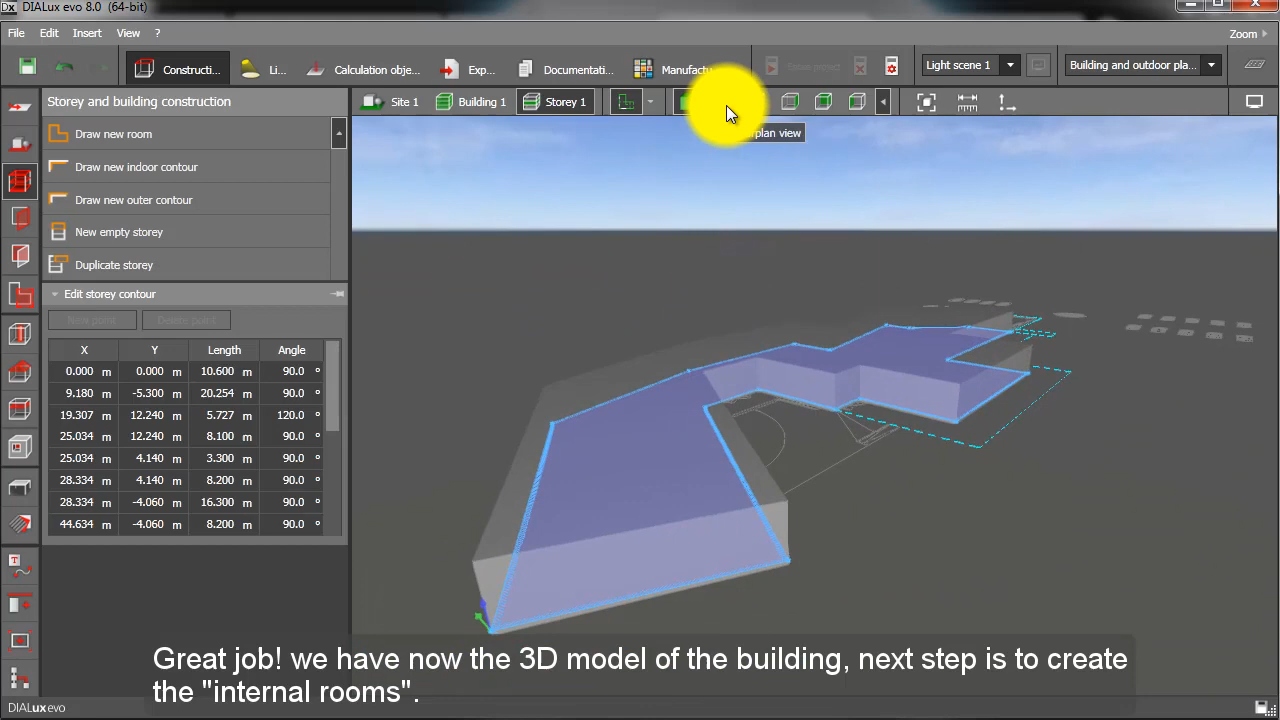 Dx DIALux evo 8.0 (64-bit)
File Edit Insert View ? Zoom
Constructi... Li... Calculation obje... Exp... Documentati... Manufactu Light scene 1 Building and outdoor pla...
Storey and building construction Site 1 Building 1 Storey 1
Draw new room plan view
Draw new indoor contour
Draw new outer contour
New empty storey
Duplicate storey
Edit storey contour
Next point Delete point
X Y Length Angle
0.000 m 0.000 m 10.600 m 90.0 °
9.180 m -5.300 m 20.254 m 90.0 °
19.307 m 12.240 m 5.727 m 120.0 °
25.034 m 12.240 m 8.100 m 90.0 °
25.034 m 4.140 m 3.300 m 90.0 °
28.334 m 4.140 m 8.200 m 90.0 °
28.334 m -4.060 m 16.300 m 90.0 °
44.634 m -4.060 m 8.200 m 90.0 °
Great job! we have now the 3D model of the building, next step is to create
the "internal rooms".
DIALux evo